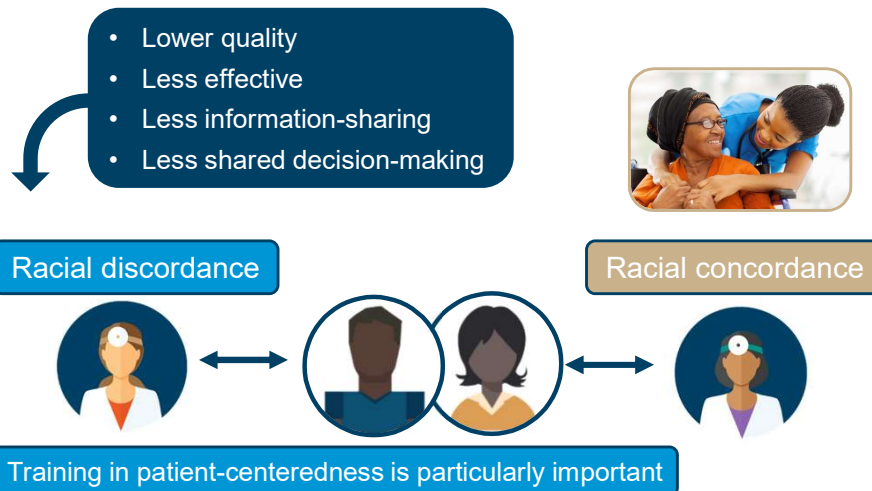 • Lower quality
• Less effective
• Less information-sharing
• Less shared decision-making
Racial discordance
Racial concordance
Training in patient-centeredness is particularly important